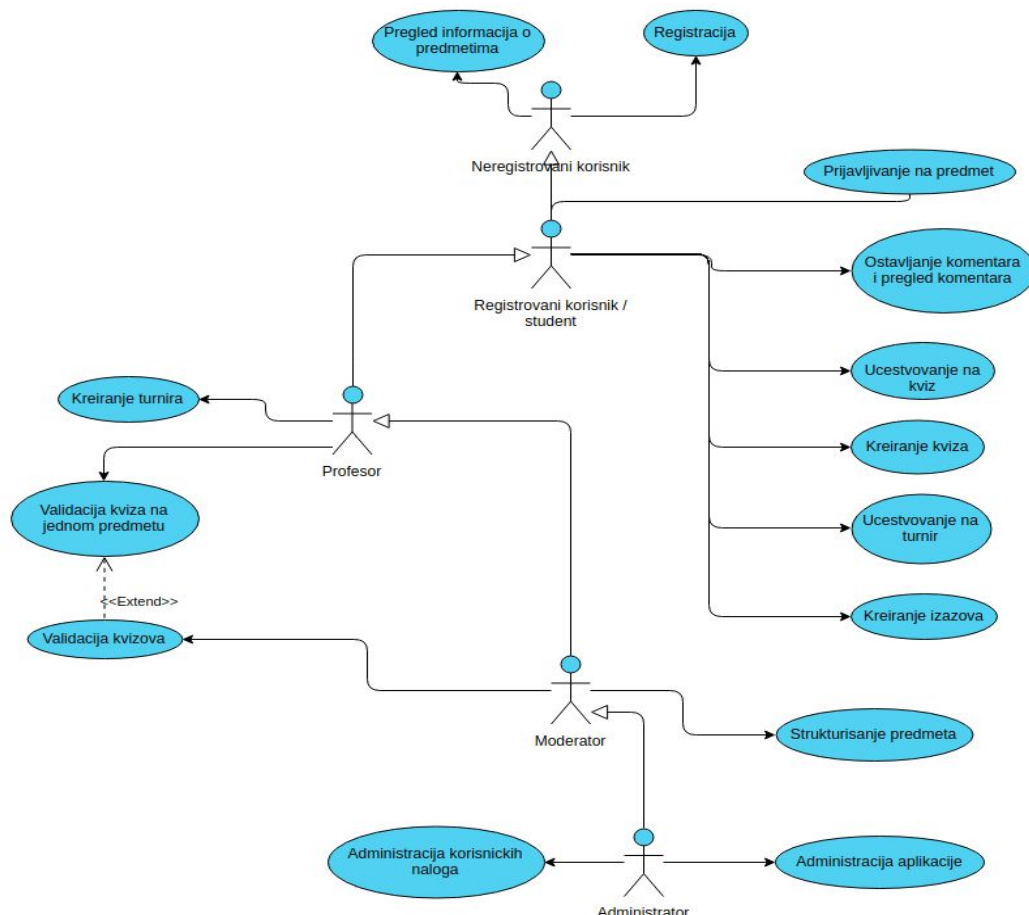 Pregled informacija o
predmetima
Registracija
Neregistrovani korisnik
Prijavljivanje na predmet
Ostavljanje komentara
i pregled komentara
Registrovani korisnik /
student
Ucestvovanje na
kviz
Kreiranje turnira
Kreiranje kviza
Profesor
Validacija kviza na
jednom predmetu
Ucestvovanje na
turnir
<<Extend>>
Kreiranje izazova
Validacija kvizova
Strukturisanje predmeta
Moderator
Administracija korisnickih
naloga
Administracija aplikacije
Administrator